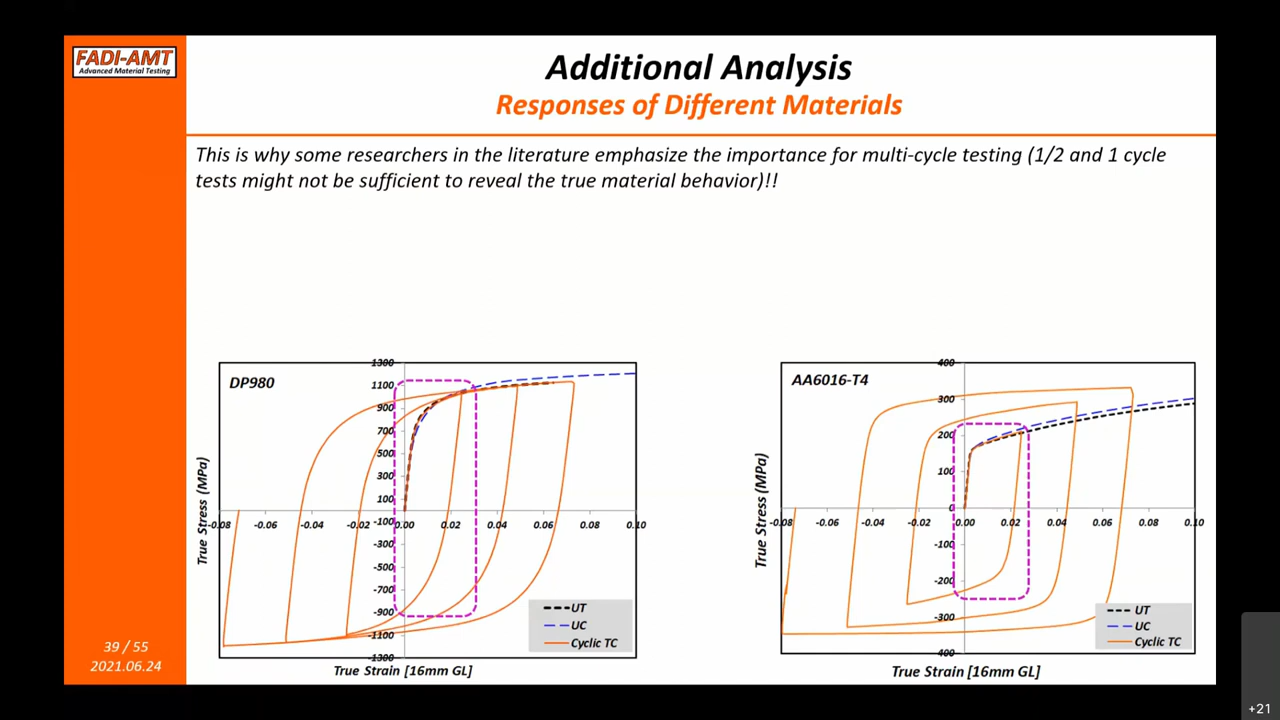 FADI-AMT
Advanced Material Testing
Additional Analysis
Responses of Different Materials
This is why some researchers in the literature emphasize the importance for multi-cycle testing (1/2 and 1 cycle
tests might not be sufficient to reveal the true material behavior)!!
DP980
1300
1100
900
700
500
300
100
-100
-300
-500
-700
-900
-1100
-1300
-0.08 -0.06 -0.04 -0.02 0.00 0.02 0.04 0.06 0.08 0.10
True Stress (MPa)
True Strain [16mm GL]
UT
UC
Cyclic TC
AA6016-T4
400
300
200
100
0
-100
-200
-300
400
-0.08 -0.06 -0.04 -0.02 0.00 0.02 0.04 0.06 0.08 0.10
True Stress (MPa)
True Strain [16mm GL]
UT
UC
Cyclic TC
39 / 55
2021.06.24
+21